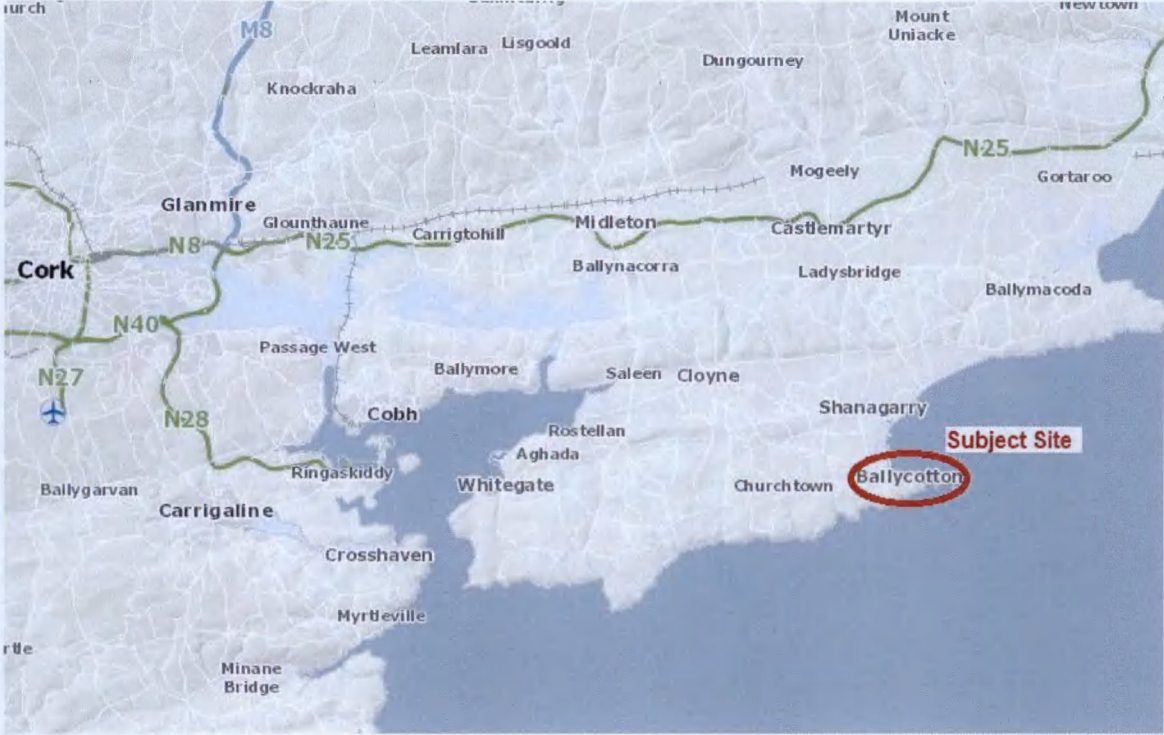 Newtown
Mount
Uniacke
M8
Leamlara
Lisgoold
Dungourney
Knockraha
N25
Mogeely
Gortaroo
Glanmire
Glounthaune
Midleton
Castlemartyr
Carrigtohill
N8
N25
Cork
Ballynacorra
Ladysbridge
Ballymacoda
N40
Passage West
Ballymore
Saleen
Cloyne
N27
Shanagarry
Cobh
N28
Rostellan
Subject Site
Aghada
Ringaskiddy
Ballycotton
Whitegate
Churchtown
Ballygarvan
Carrigaline
Crosshaven
Myrtleville
rtle
Minane
Bridge